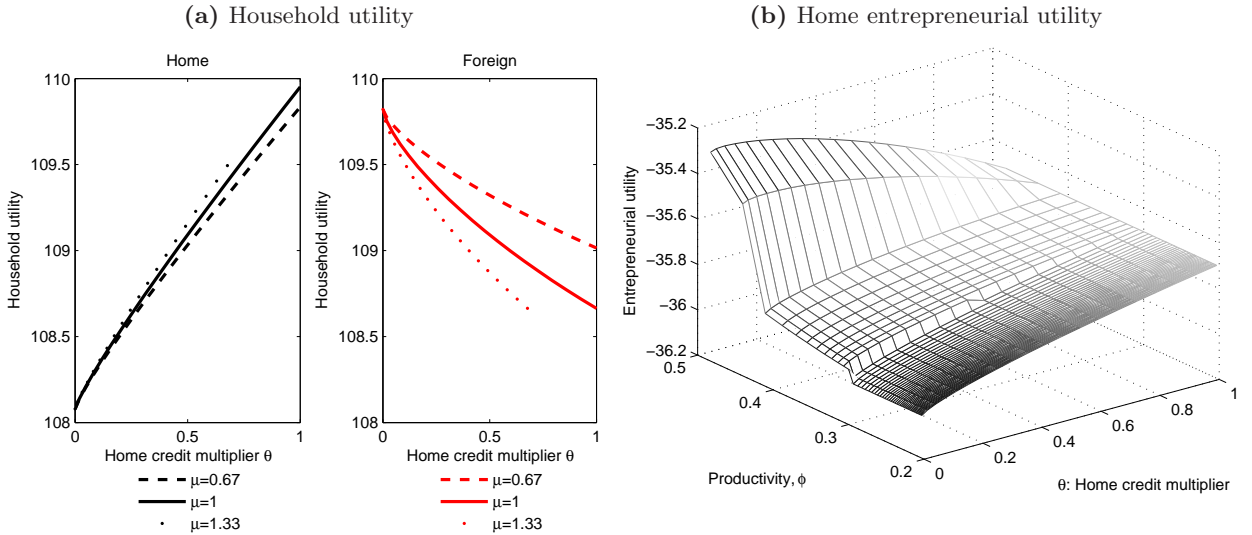 (a) Household utility
Home
Foreign
110
109.5
109
108.5
108
Household utility
0 0.5 1
Home credit multiplier θ
μ=0.67
μ=1
μ=1.33
110
109.5
109
108.5
108
Household utility
0 0.5 1
Home credit multiplier θ
μ=0.67
μ=1
μ=1.33
(b) Home entrepreneurial utility
−35.2
−35.4
−35.6
−35.8
−36
−36.2
Entrepreneurial utility
0.5
0.4
0.3
0.2
Productivity, ϕ
0
0.2
0.4
0.6
0.8
1
θ: Home credit multiplier